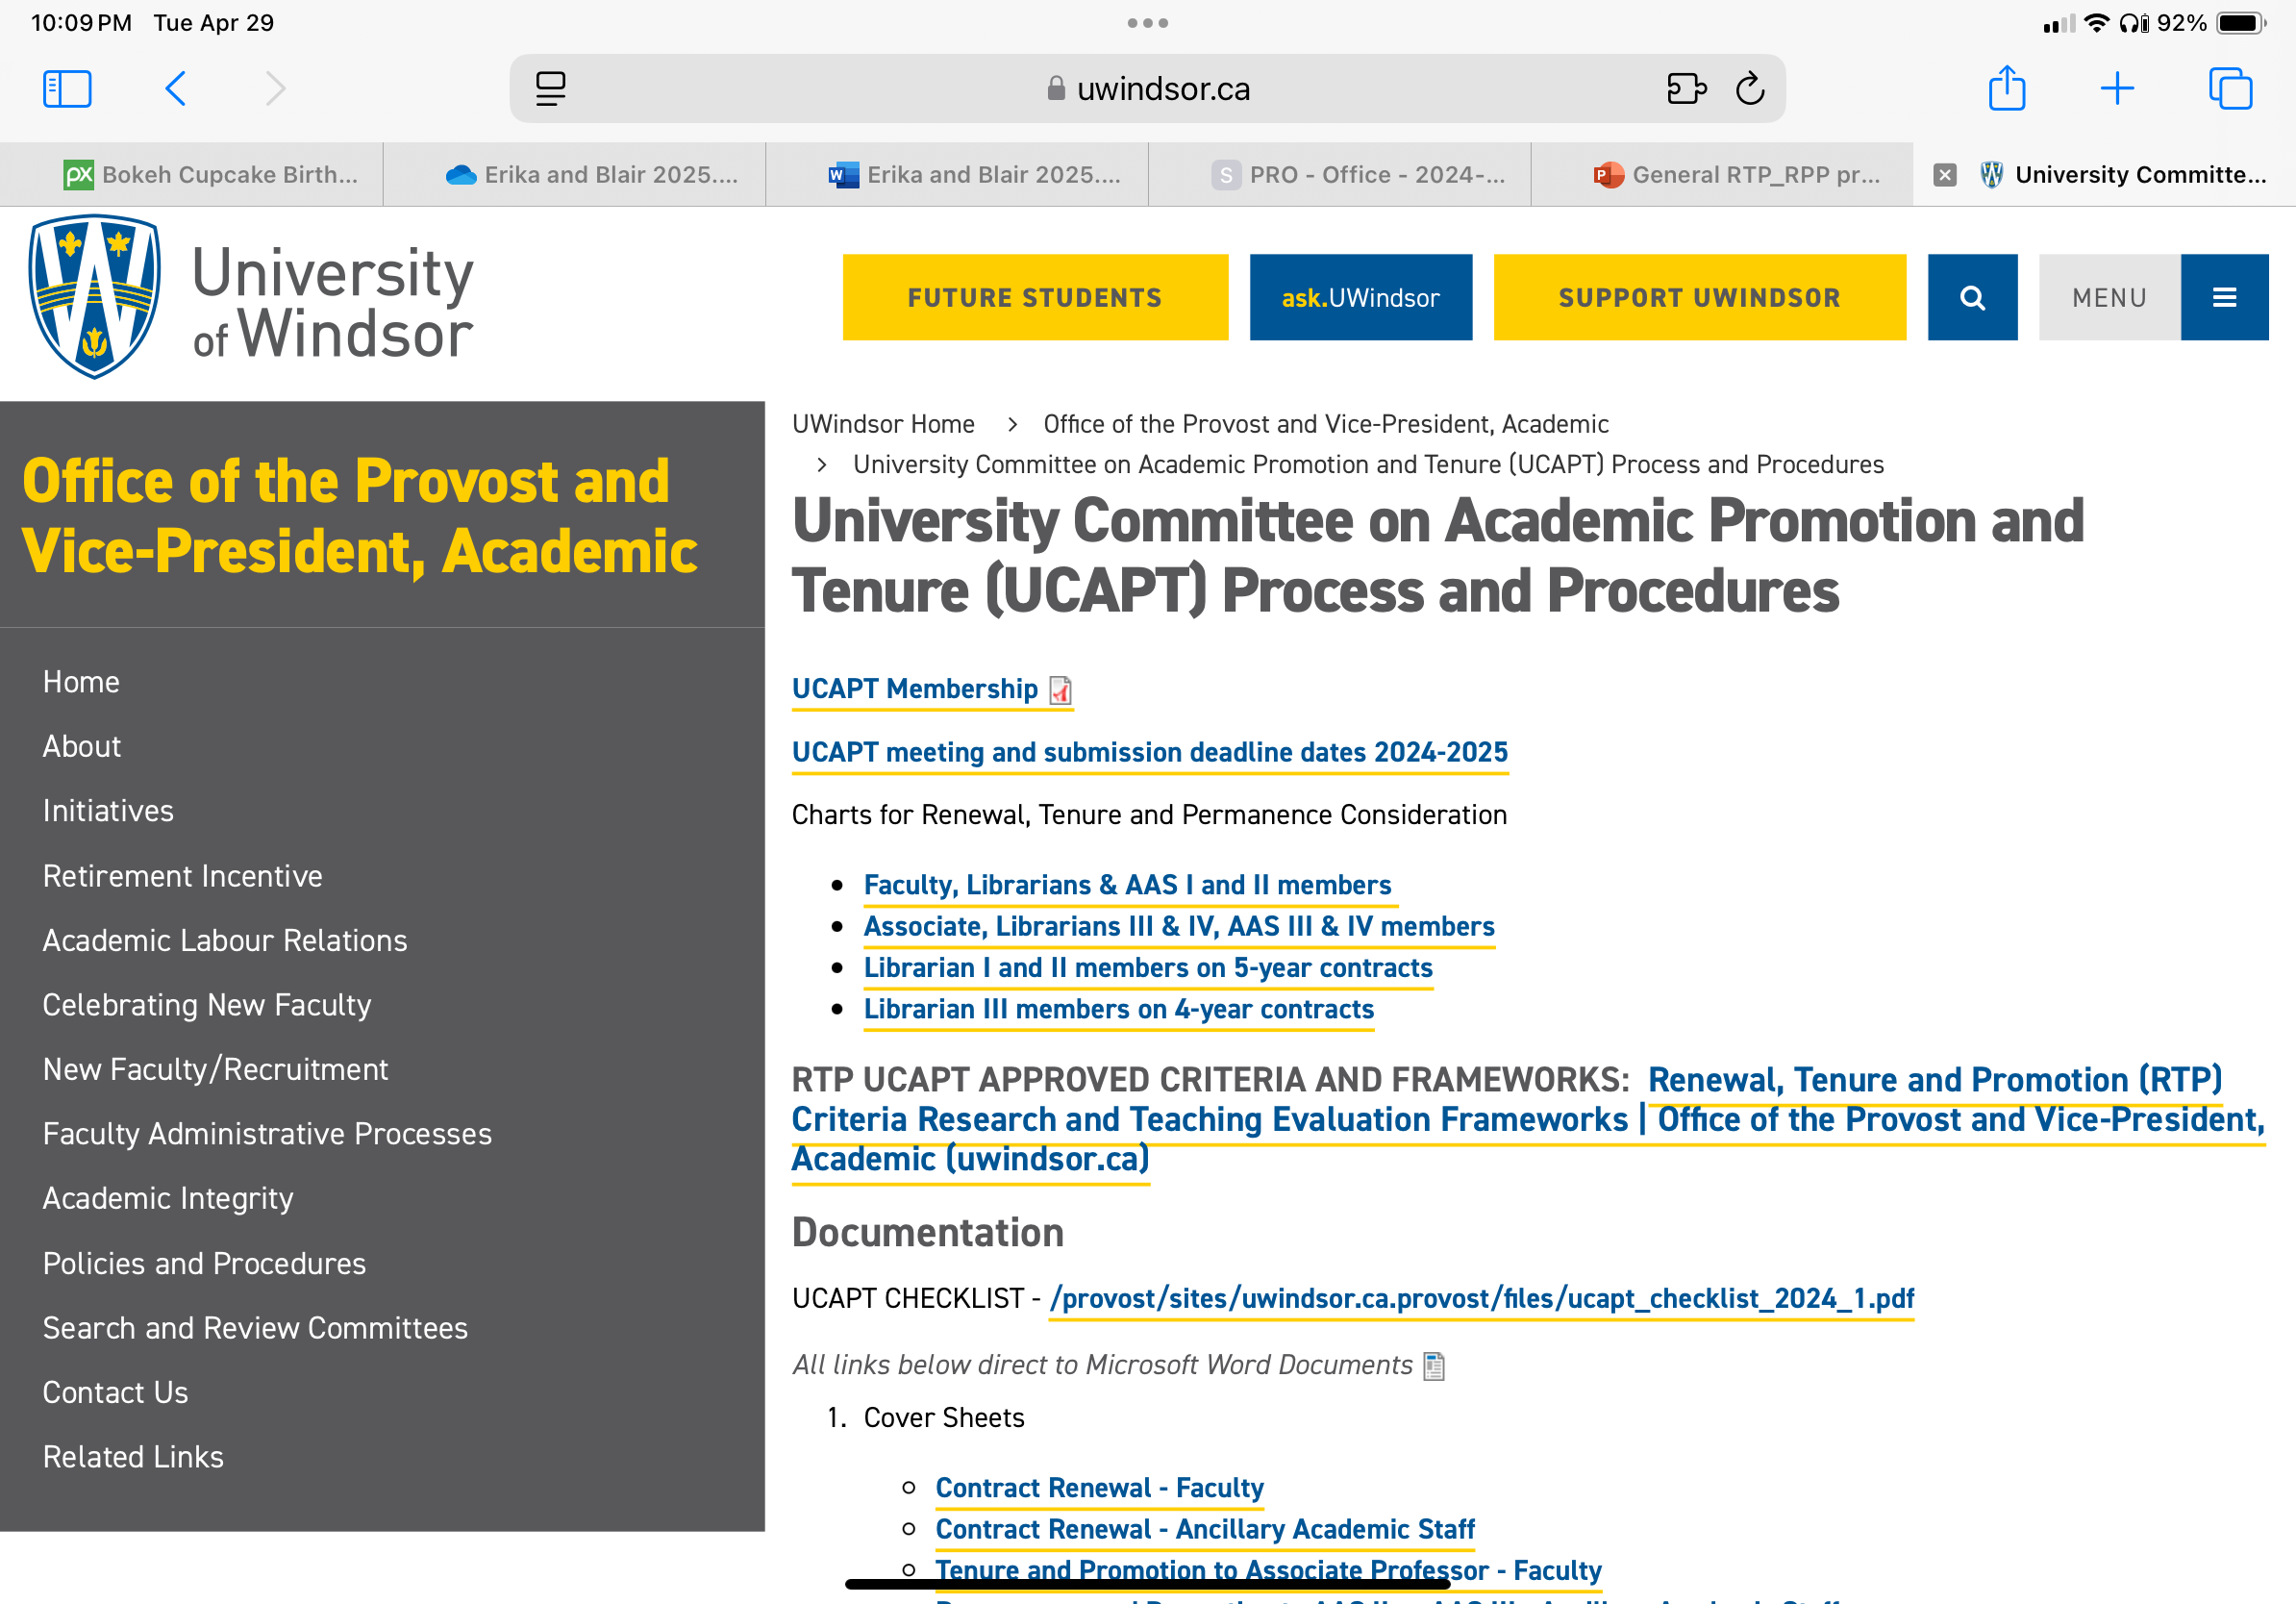 10:09 PM Tue Apr 29
92%
uwindsor.ca
Bokeh Cupcake Birth...
Erika and Blair 2025....
Erika and Blair 2025....
S PRO - Office - 2024-...
General RTP_RPP pr...
University Committe...
University
of Windsor
FUTURE STUDENTS
ask.UWindsor
SUPPORT UWINDSOR
MENU
Office of the Provost and
Vice-President, Academic
Home
About
Initiatives
Retirement Incentive
Academic Labour Relations
Celebrating New Faculty
New Faculty/Recruitment
Faculty Administrative Processes
Academic Integrity
Policies and Procedures
Search and Review Committees
Contact Us
Related Links
UWindsor Home > Office of the Provost and Vice-President, Academic
> University Committee on Academic Promotion and Tenure (UCAPT) Process and Procedures
University Committee on Academic Promotion and
Tenure (UCAPT) Process and Procedures
UCAPT Membership
UCAPT meeting and submission deadline dates 2024-2025
Charts for Renewal, Tenure and Permanence Consideration
• Faculty, Librarians & AAS I and II members
• Associate, Librarians III & IV, AAS III & IV members
• Librarian I and II members on 5-year contracts
• Librarian III members on 4-year contracts
RTP UCAPT APPROVED CRITERIA AND FRAMEWORKS: Renewal, Tenure and Promotion (RTP)
Criteria Research and Teaching Evaluation Frameworks | Office of the Provost and Vice-President,
Academic (uwindsor.ca)
Documentation
UCAPT CHECKLIST - /provost/sites/uwindsor.ca.provost/files/ucapt_checklist_2024_1.pdf
All links below direct to Microsoft Word Documents
1. Cover Sheets
Contract Renewal - Faculty
Contract Renewal - Ancillary Academic Staff
Tenure and Promotion to Associate Professor - Faculty